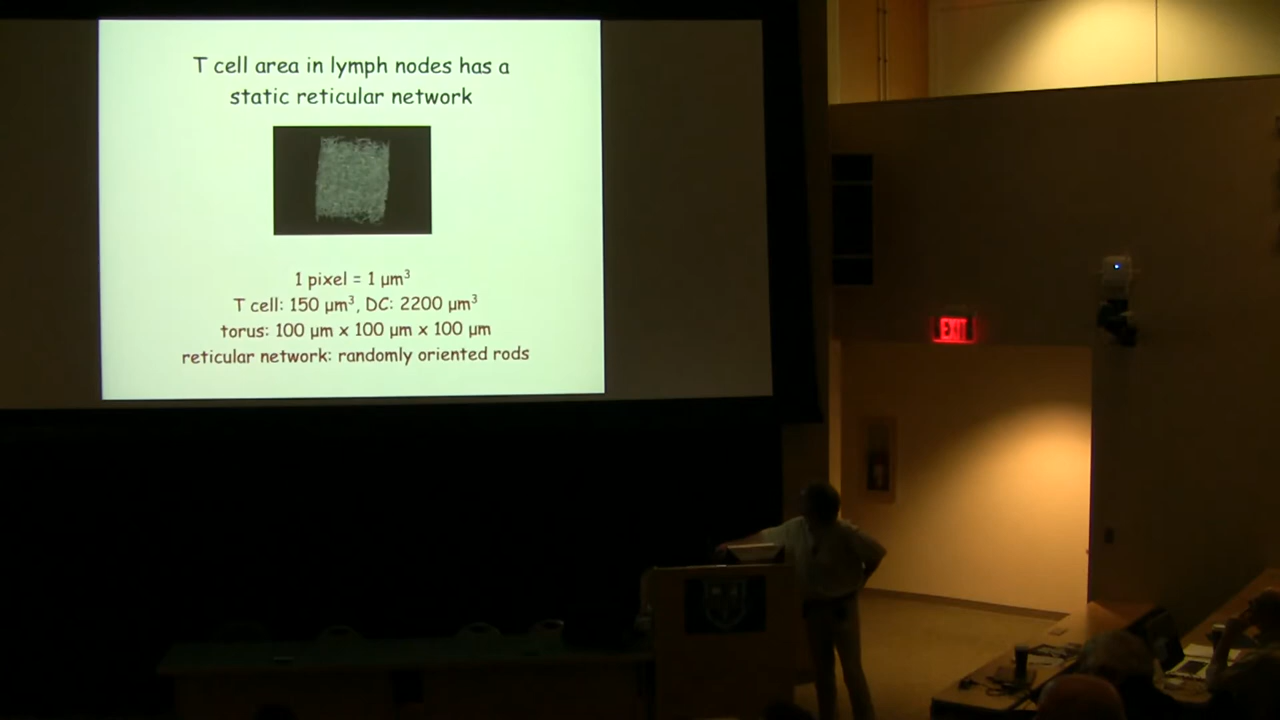 T cell area in lymph nodes has a
static reticular network
1 pixel = 1 µm³
T cell: 150 µm³, DC: 2200 µm³
torus: 100 µm x 100 µm x 100 µm
reticular network: randomly oriented rods
EXIT